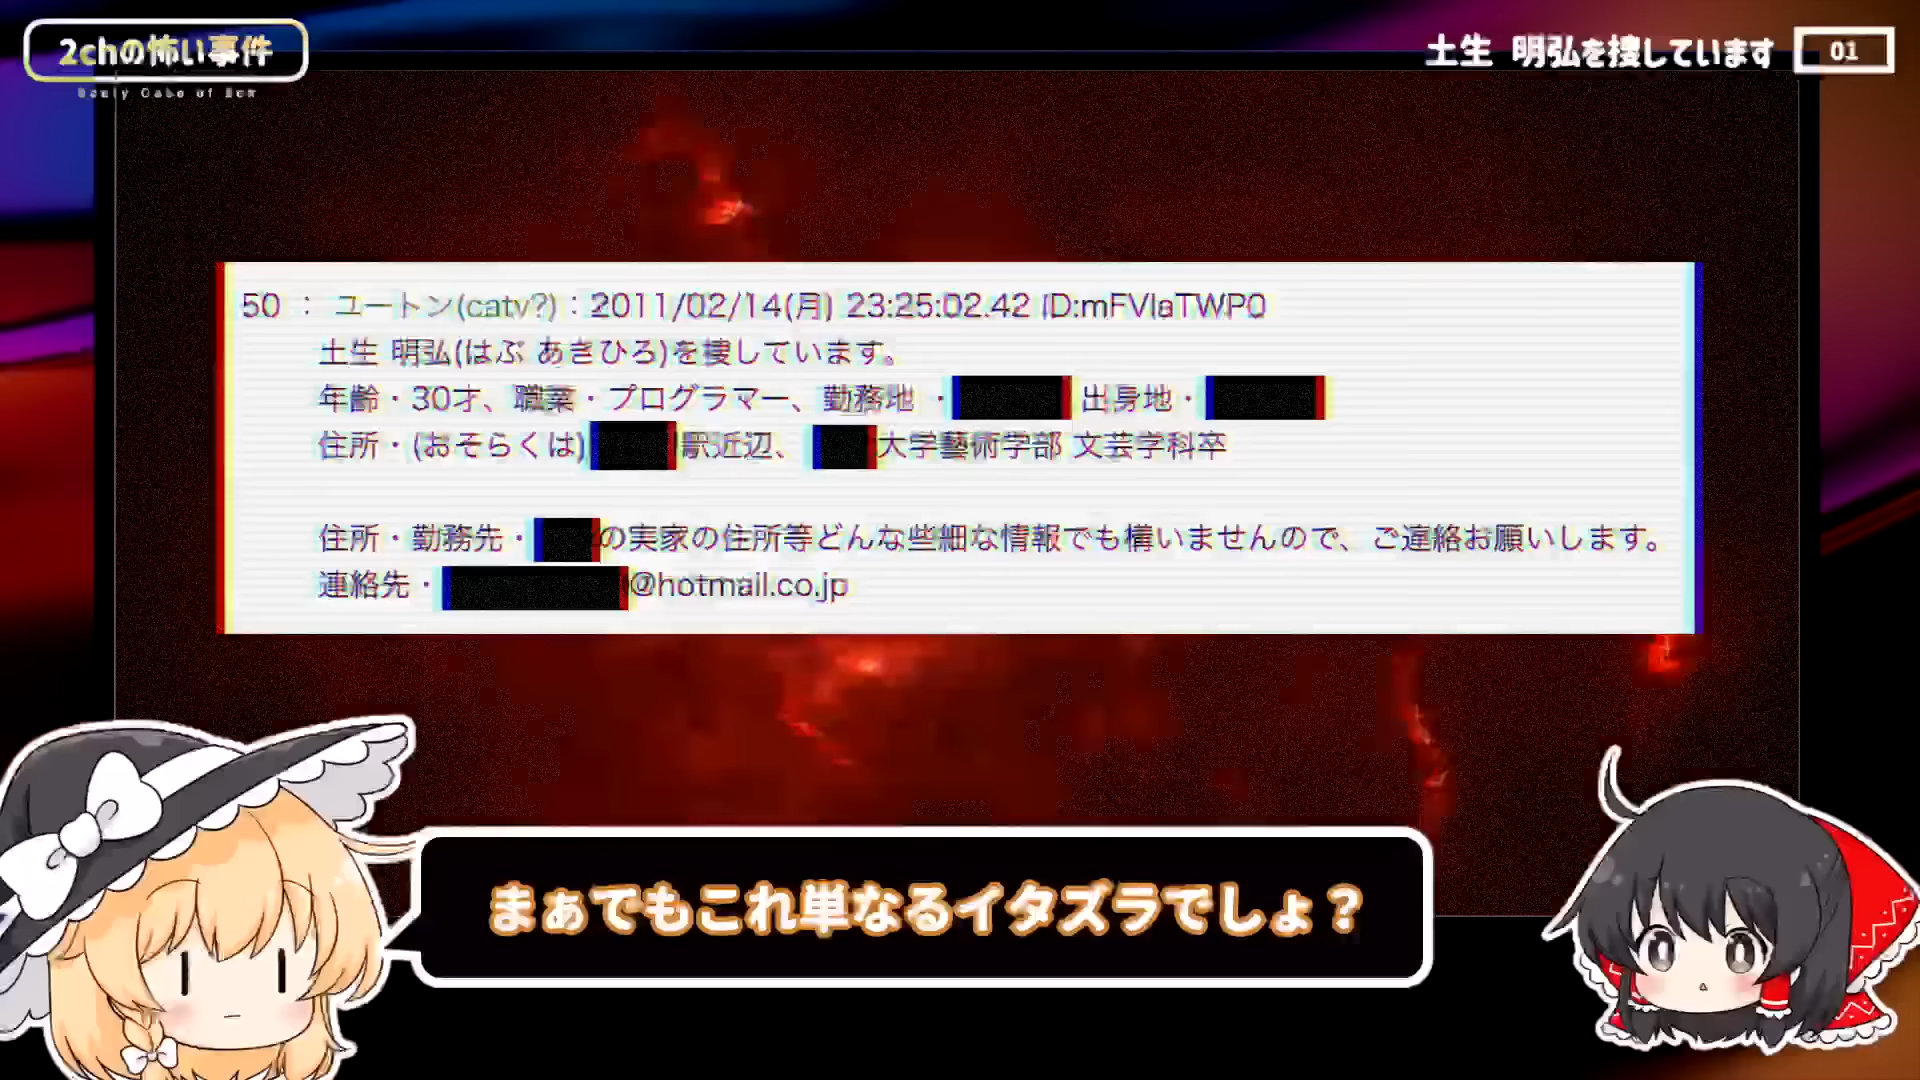 2chの怖い事件
土生 明弘を捜しています
01
50 ： ユートン(catv?)：2011/02/14(月) 23:25:02.42 ID:mFVlaTWP0
土生 明弘(はぶ あきひろ)を捜しています。
年齢・30才、職業・プログラマー、勤務地・ 出身地・
住所・(おそらくは) 駅近辺、 大学藝術学部 文芸学科卒
住所・勤務先・ の実家の住所等どんな些細な情報でも構いませんので、ご連絡お願いします。
連絡先・ @hotmail.co.jp
まぁでもこれ単なるイタズラでしょ？